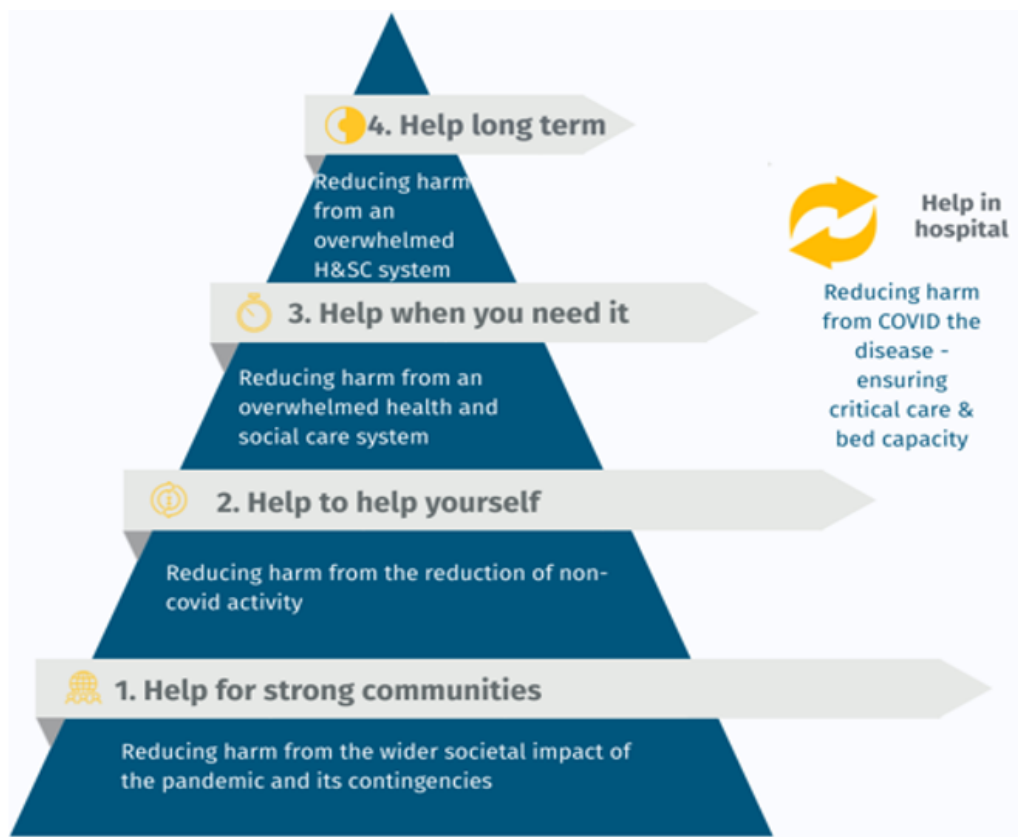 4. Help long term
Reducing harm
from an
overwhelmed
H&SC system
3. Help when you need it
Reducing harm from an
overwhelmed health and
social care system
2. Help to help yourself
Reducing harm from the reduction of non-
covid activity
1. Help for strong communities
Reducing harm from the wider societal impact of
the pandemic and its contingencies
Help in
hospital
Reducing harm
from COVID the
disease -
ensuring
critical care &
bed capacity